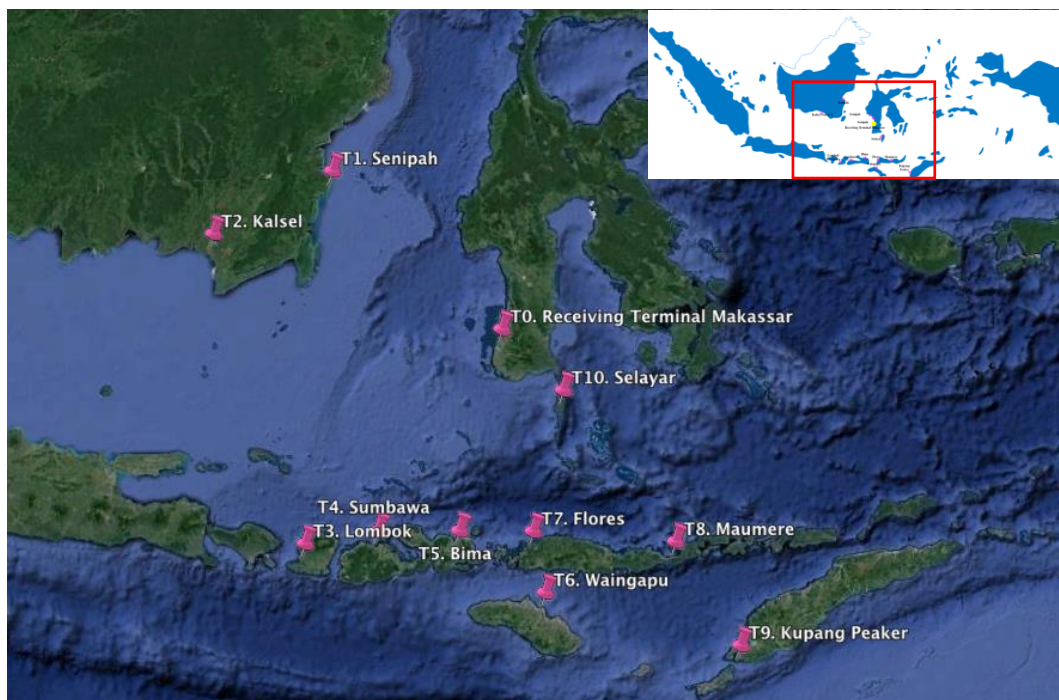 T1. Senipah
T2. Kalsel
T0. Receiving Terminal Makassar
T10. Selayar
T4. Sumbawa
T3. Lombok
T7. Flores
T8. Maumere
T5. Bima
T6. Waingapu
T9. Kupang Peaker